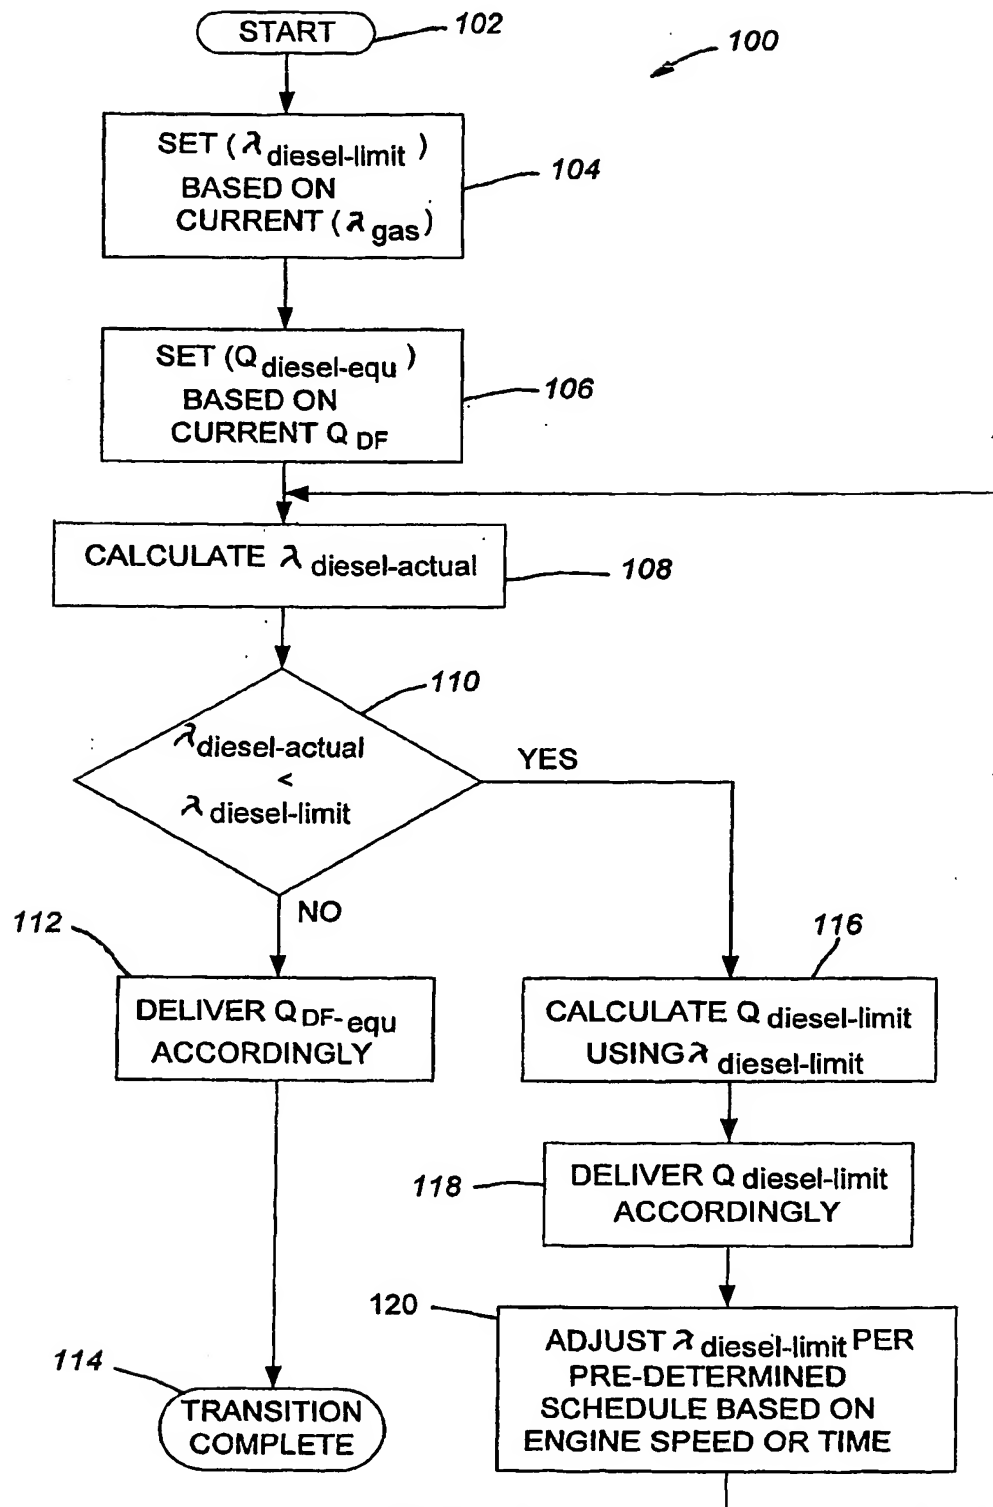 START
102
100
SET (λ diesel-limit)
BASED ON
CURRENT (λ gas)
104
SET (Q diesel-equ)
BASED ON
CURRENT Q DF
106
CALCULATE λ diesel-actual
108
110
λ diesel-actual
<
λ diesel-limit
YES
NO
112
DELIVER Q DF-equ
ACCORDINGLY
116
CALCULATE Q diesel-limit
USING λ diesel-limit
118
DELIVER Q diesel-limit
ACCORDINGLY
120
ADJUST λ diesel-limit PER
PRE-DETERMINED
SCHEDULE BASED ON
ENGINE SPEED OR TIME
114
TRANSITION
COMPLETE